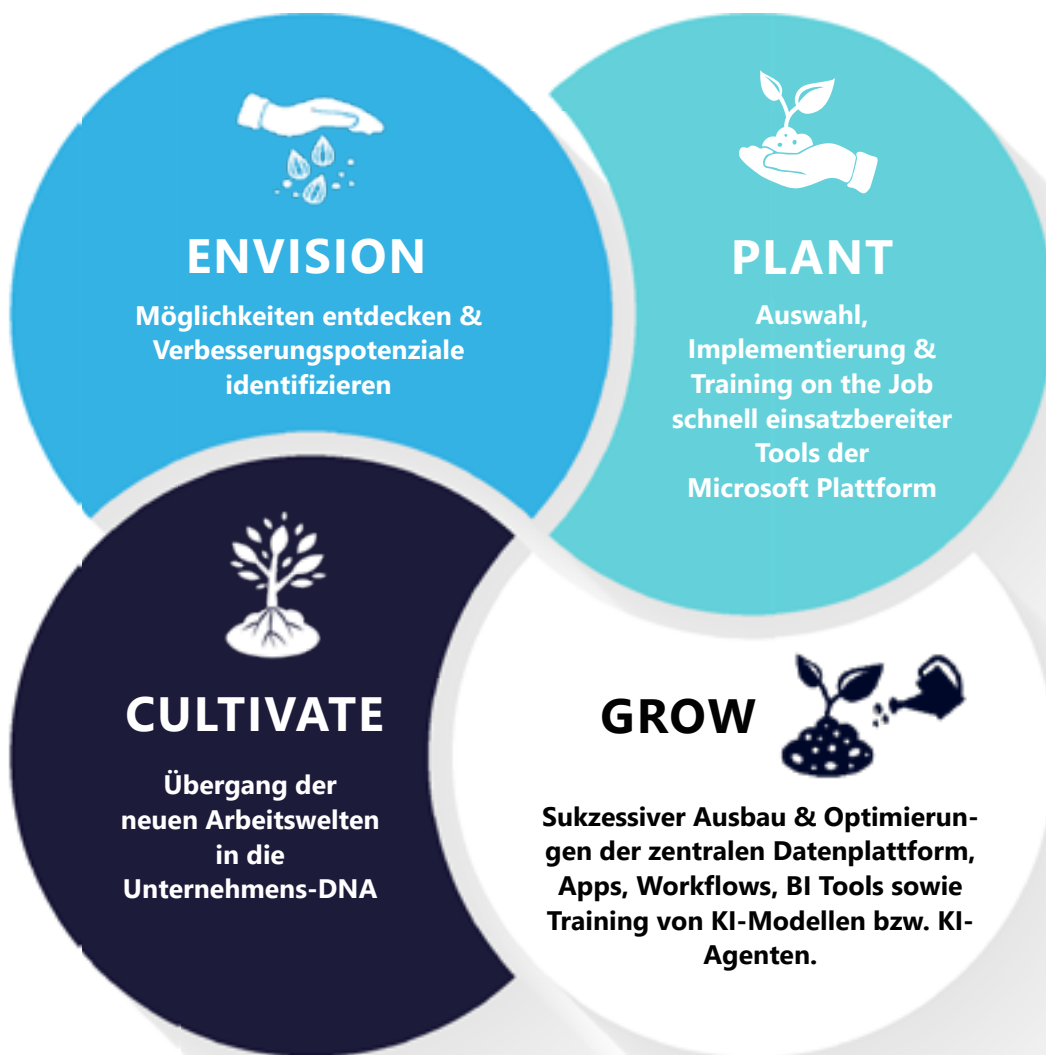 ENVISION
Möglichkeiten entdecken &
Verbesserungspotenziale
identifizieren
PLANT
Auswahl,
Implementierung &
Training on the Job
schnell einsatzbereiter
Tools der
Microsoft Plattform
CULTIVATE
Übergang der
neuen Arbeitswelten
in die
Unternehmens-DNA
GROW
Sukzessiver Ausbau & Optimierun-
gen der zentralen Datenplattform,
Apps, Workflows, BI Tools sowie
Training von KI-Modellen bzw. KI-
Agenten.